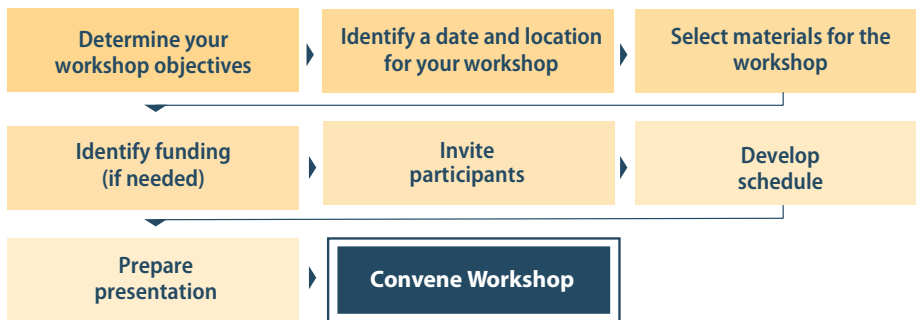 Determine your
workshop objectives
Identify a date and location
for your workshop
Select materials for the
workshop
Identify funding
(if needed)
Invite
participants
Develop
schedule
Prepare
presentation
Convene Workshop